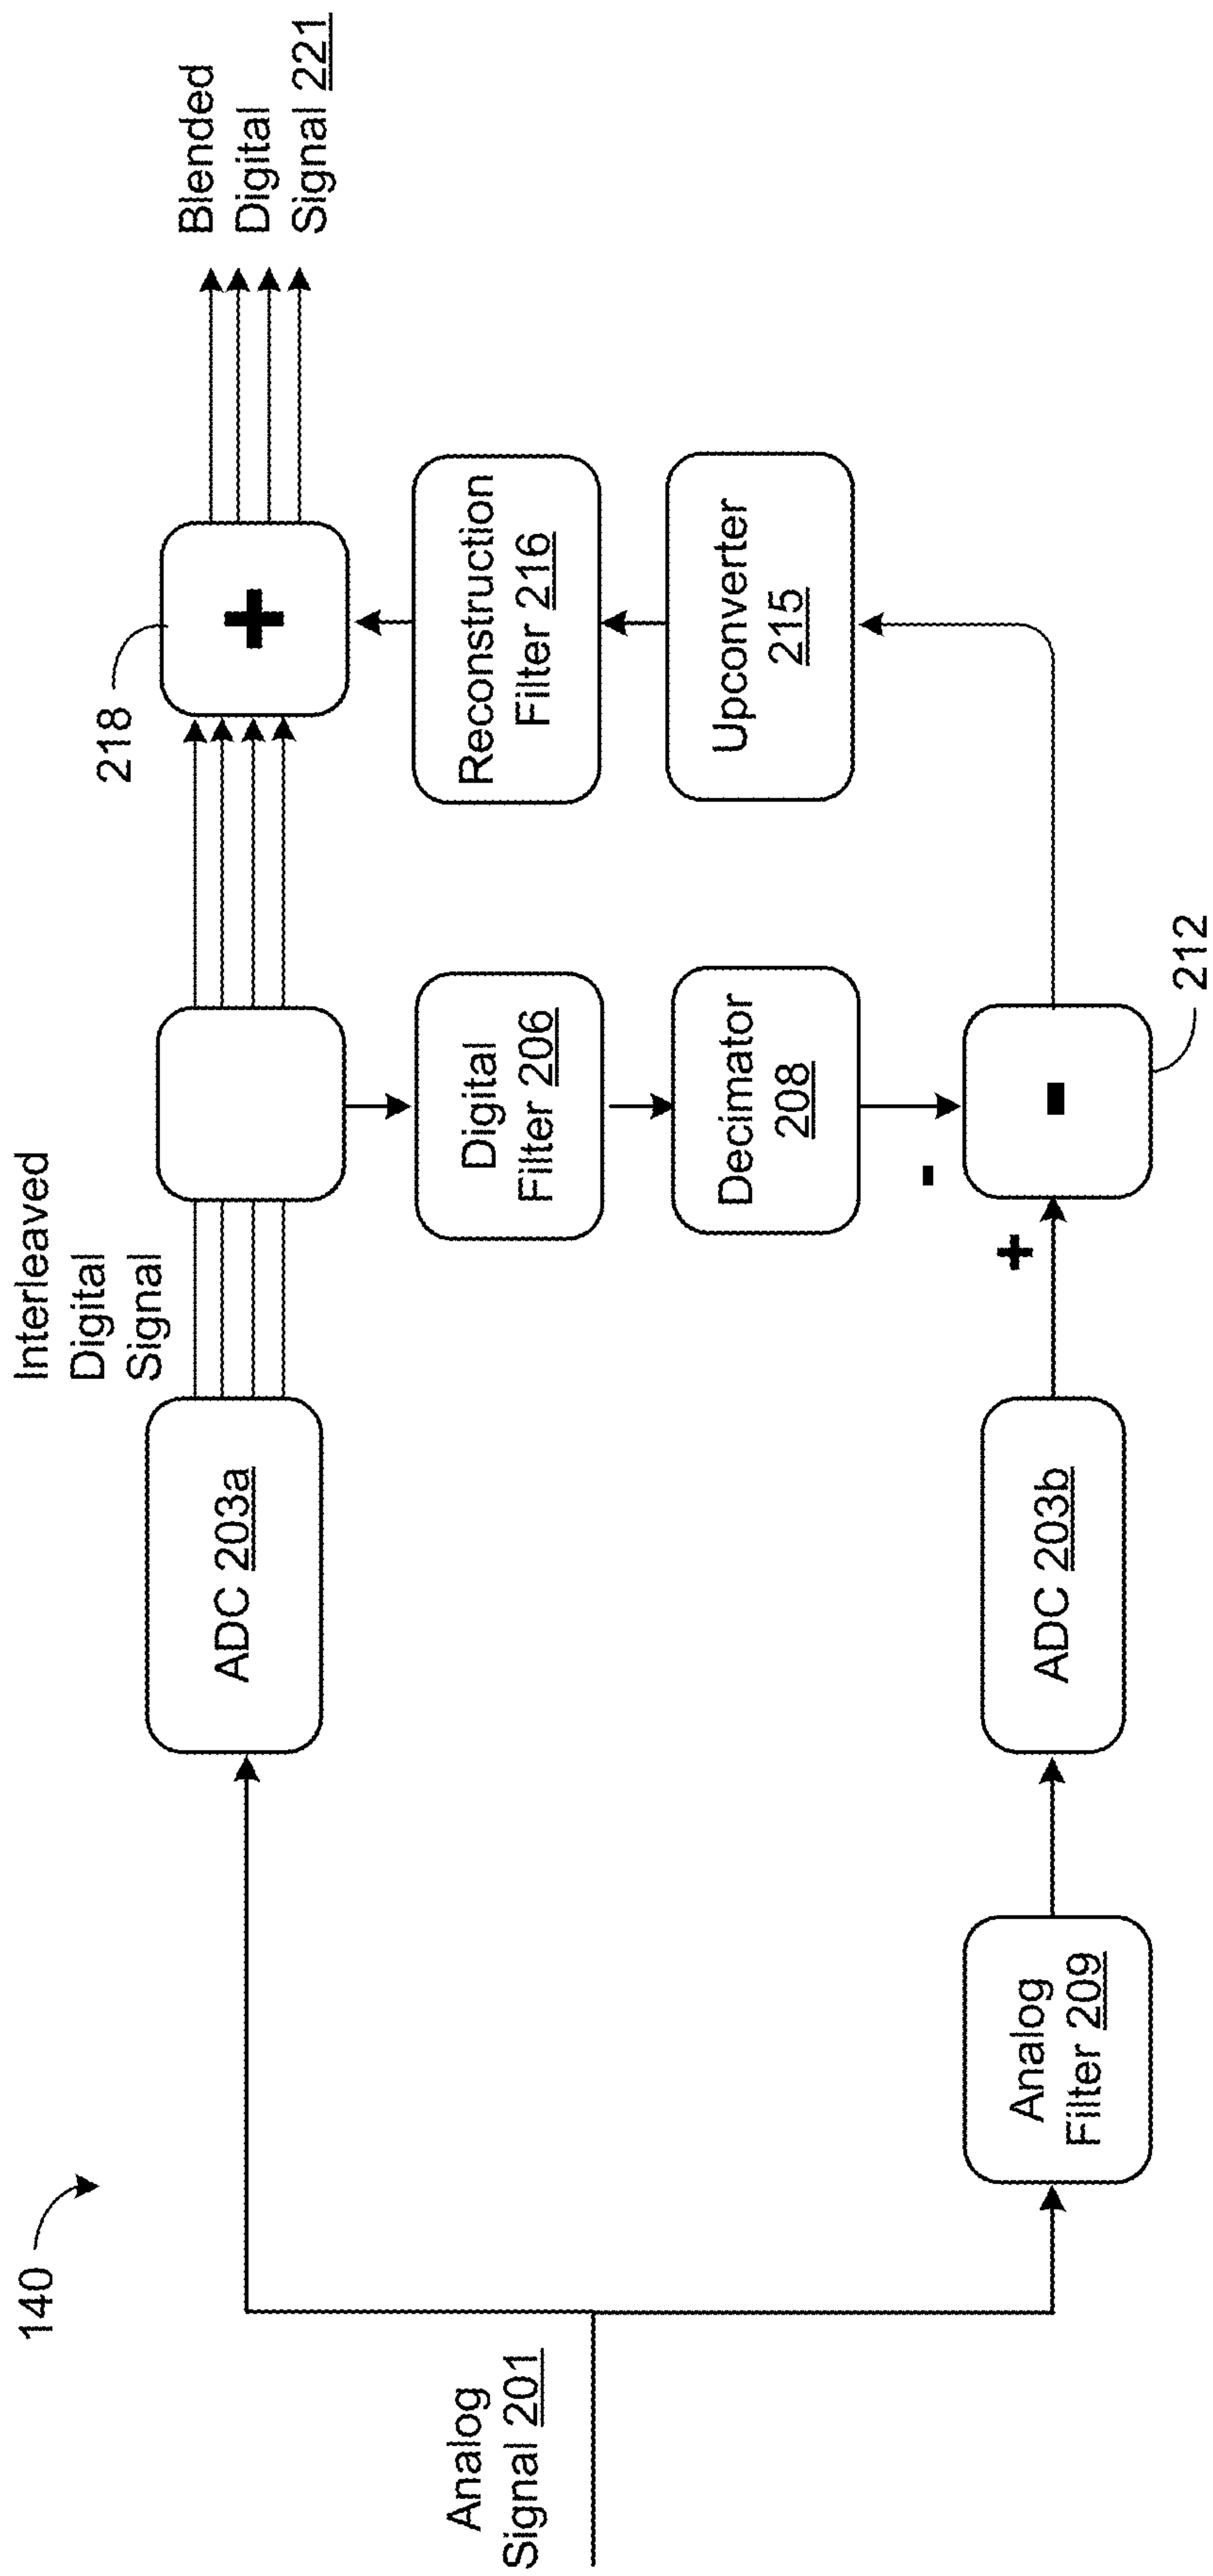 140
Analog
Signal 201
ADC 203a
Interleaved
Digital
Signal
218
+
Blended
Digital
Signal 221
Digital
Filter 206
Decimator
208
Reconstruction
Filter 216
Upconverter
215
Analog
Filter 209
ADC 203b
+
-
-
212